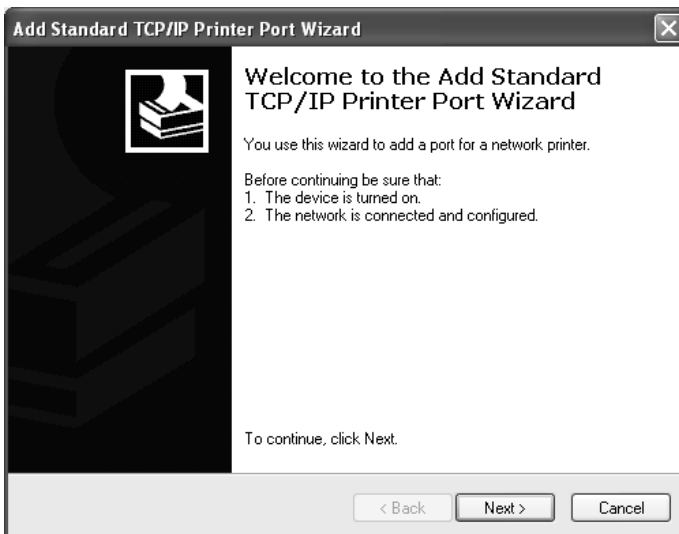 Add Standard TCP/IP Printer Port Wizard
Welcome to the Add Standard
TCP/IP Printer Port Wizard
You use this wizard to add a port for a network printer.
Before continuing be sure that:
1. The device is turned on.
2. The network is connected and configured.
To continue, click Next.
< Back
Next >
Cancel